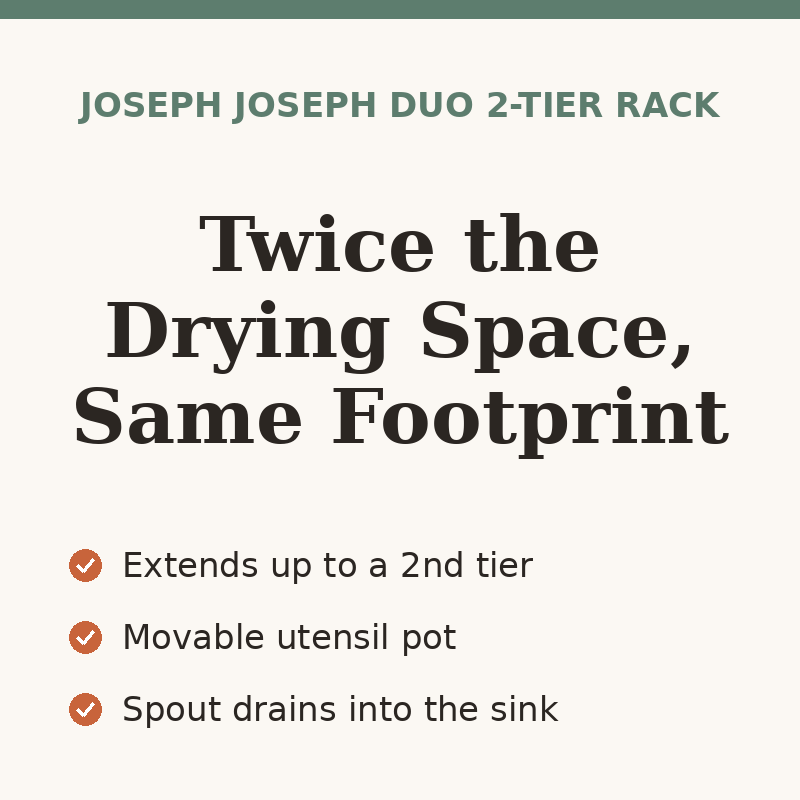 JOSEPH JOSEPH DUO 2-TIER RACK
Twice the
Drying Space,
Same Footprint
Extends up to a 2nd tier
Movable utensil pot
Spout drains into the sink